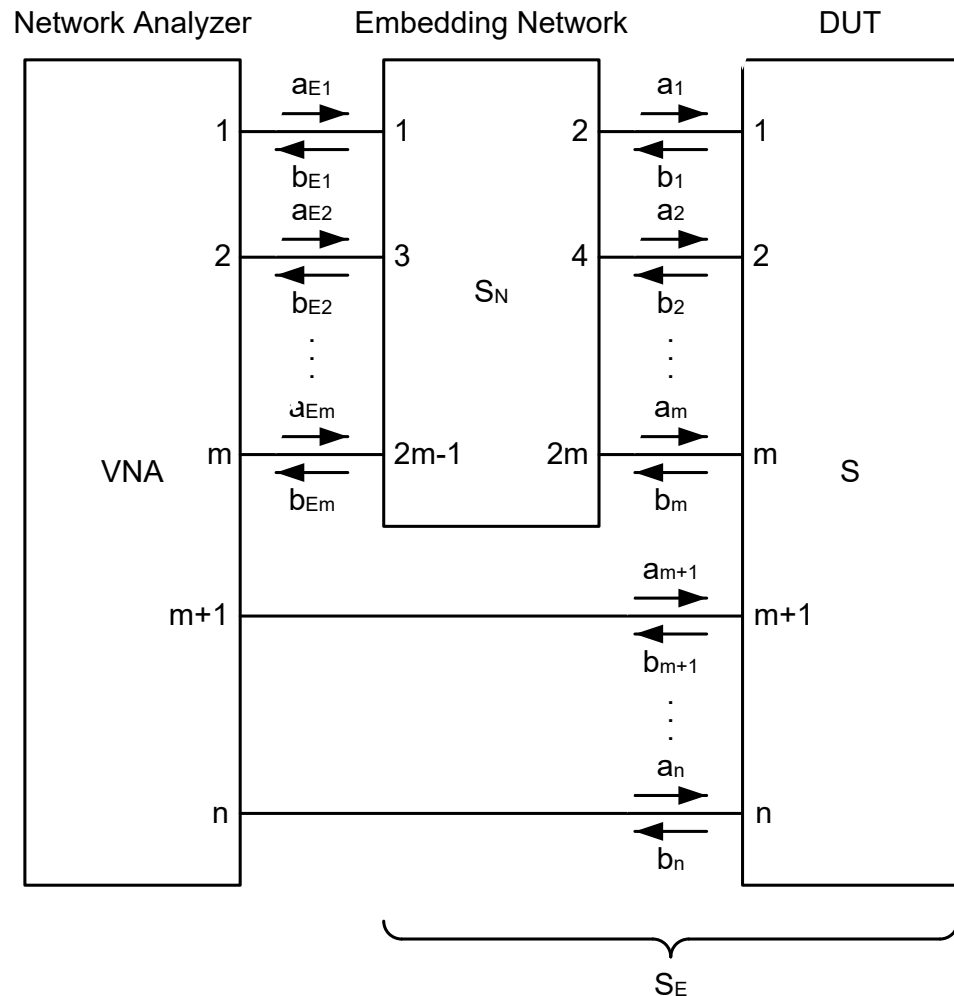 Network Analyzer Embedding Network DUT
aE1 a1
1 1 2 1
bE1 b1
aE2 a2
2 3 4 2
bE2 b2
SN
aEm am
m 2m-1 2m m
VNA S
bEm bm
am+1
m+1 m+1
bm+1
an
n n
bn
SE